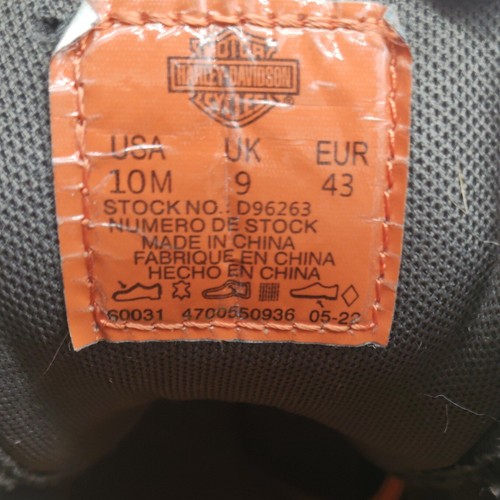 MOTOR
HARLEY-DAVIDSON
CYCLES
USA UK EUR
10M 9 43
STOCK NO.: D96263
NUMERO DE STOCK
MADE IN CHINA
FABRIQUE EN CHINA
HECHO EN CHINA
60031 4700550936 05-22